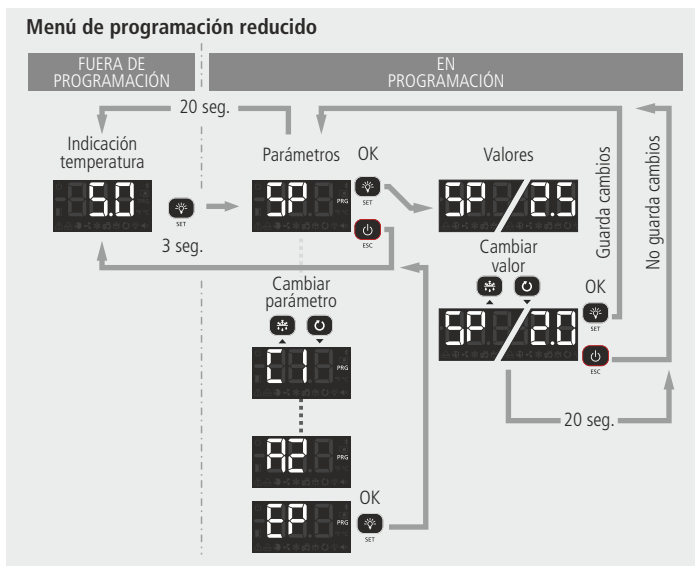 Menú de programación reducido
FUERA DE
PROGRAMACIÓN
EN
PROGRAMACIÓN
20 seg.
Indicación
temperatura
Parámetros
OK
Valores
5.0
SET
SP
PRG
SET
SP/2.5
3 seg.
ESC
Guarda cambios
No guarda cambios
Cambiar
valor
Cambiar
parámetro
OK
SP/2.0
SET
C1
PRG
ESC
20 seg.
A2
PRG
OK
EP
PRG
SET